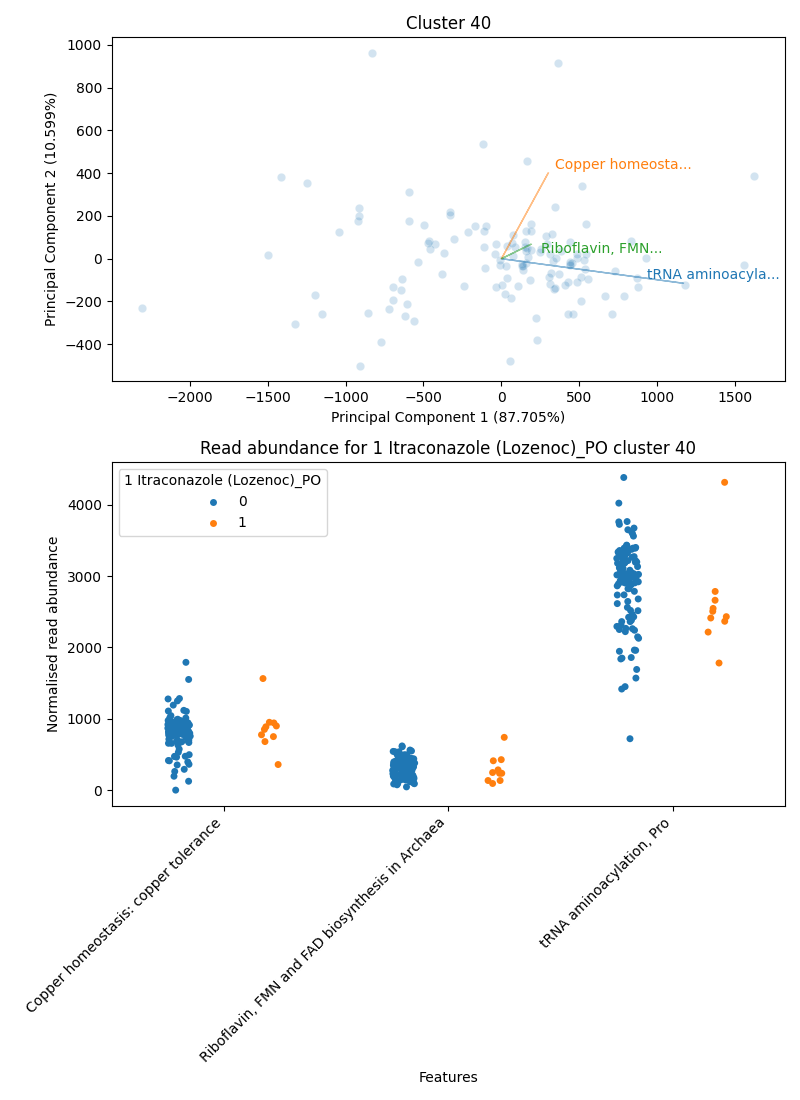 Cluster 40
Principal Component 2 (10.599%)
1000
800
600
400
200
0
−200
−400
Copper homeosta...
Riboflavin, FMN...
tRNA aminoacyla...
−2000
−1500
−1000
−500
0
500
1000
1500
Principal Component 1 (87.705%)
Read abundance for 1 Itraconazole (Lozenoc)_PO cluster 40
Normalised read abundance
4000
3000
2000
1000
0
1 Itraconazole (Lozenoc)_PO
0
1
Copper homeostasis: copper tolerance
Riboflavin, FMN and FAD biosynthesis in Archaea
tRNA aminoacylation, Pro
Features